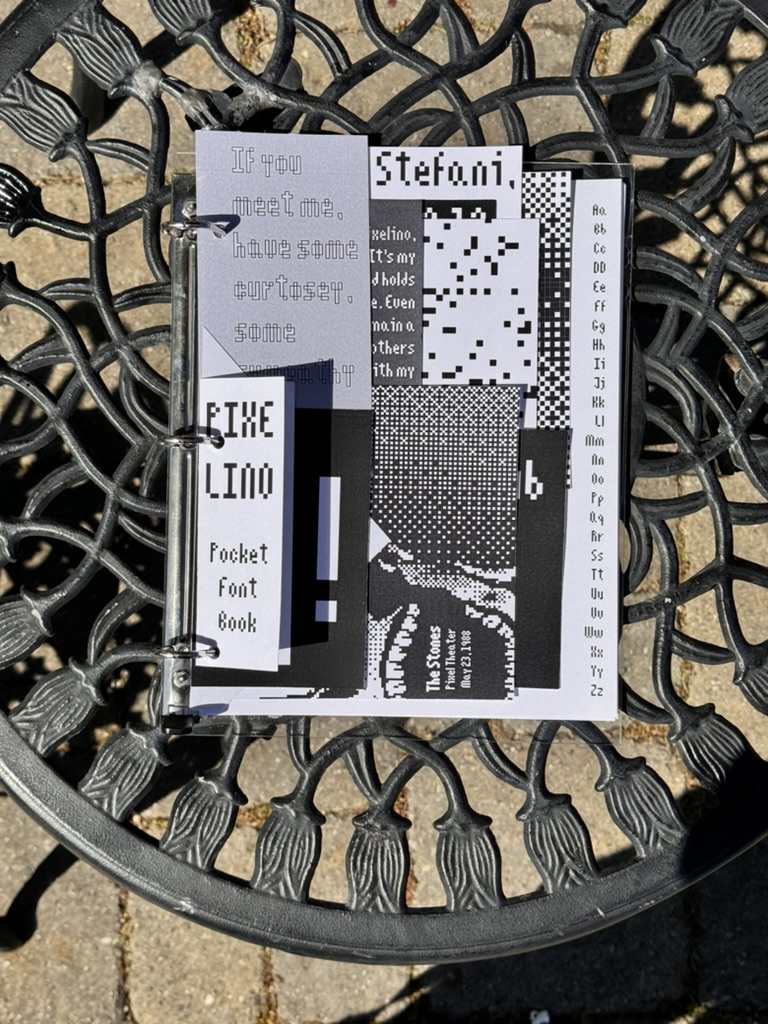 If you
meet me,
have some
curtosey,
some
Stefani,
xelino,
It's my
d holds
e. Even
ma in a
others
ith my
PIXE
LINO
Pocket
Font
Book
!
b
The Stones
Pixel Theater
May 23, 1988
Aa
Bb
Cc
DD
Ee
Ff
Gg
Hh
Ii
Jj
Kk
Ll
Mm
Nn
Oo
Pp
Qq
Rr
Ss
Tt
Uu
Vv
Ww
Xx
Yy
Zz